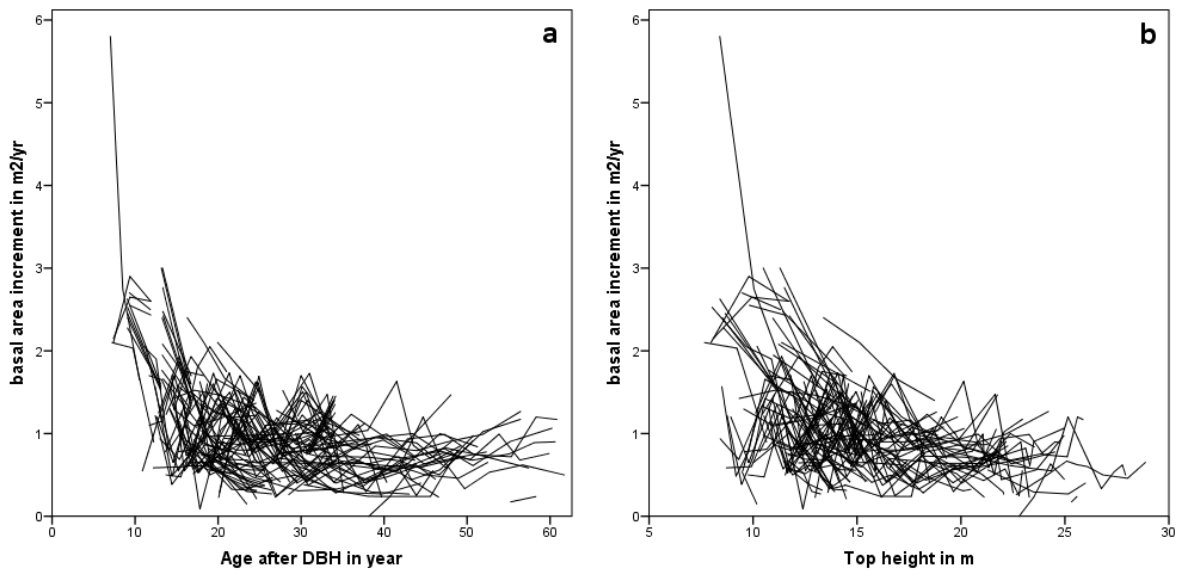 a
basal area increment in m2/yr
6
5
4
3
2
1
0
0 10 20 30 40 50 60
Age after DBH in year
b
basal area increment in m2/yr
6
5
4
3
2
1
0
5 10 15 20 25 30
Top height in m